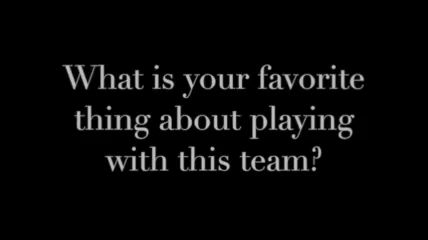 What is your favorite
thing about playing
with this team?